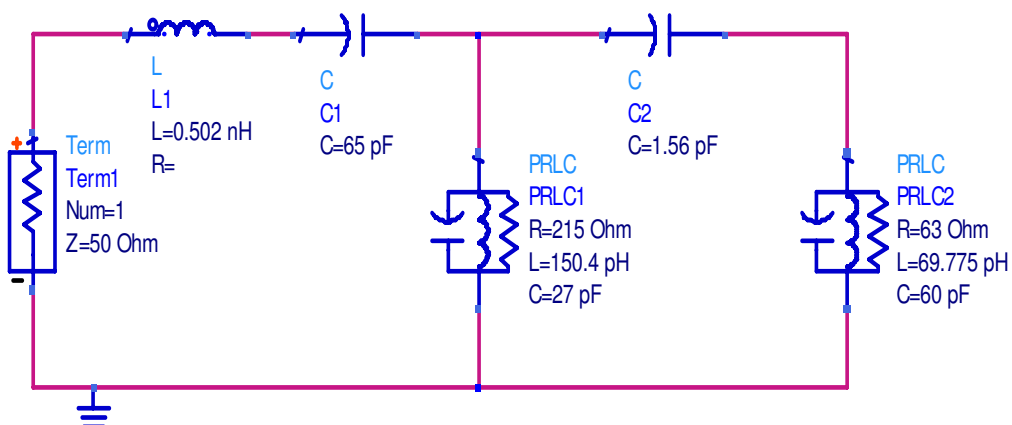 L
L1
L=0.502 nH
R=
C
C1
C=65 pF
C
C2
C=1.56 pF
+
Term
Term1
Num=1
Z=50 Ohm
-
PRLC
PRLC1
R=215 Ohm
L=150.4 pH
C=27 pF
PRLC
PRLC2
R=63 Ohm
L=69.775 pH
C=60 pF